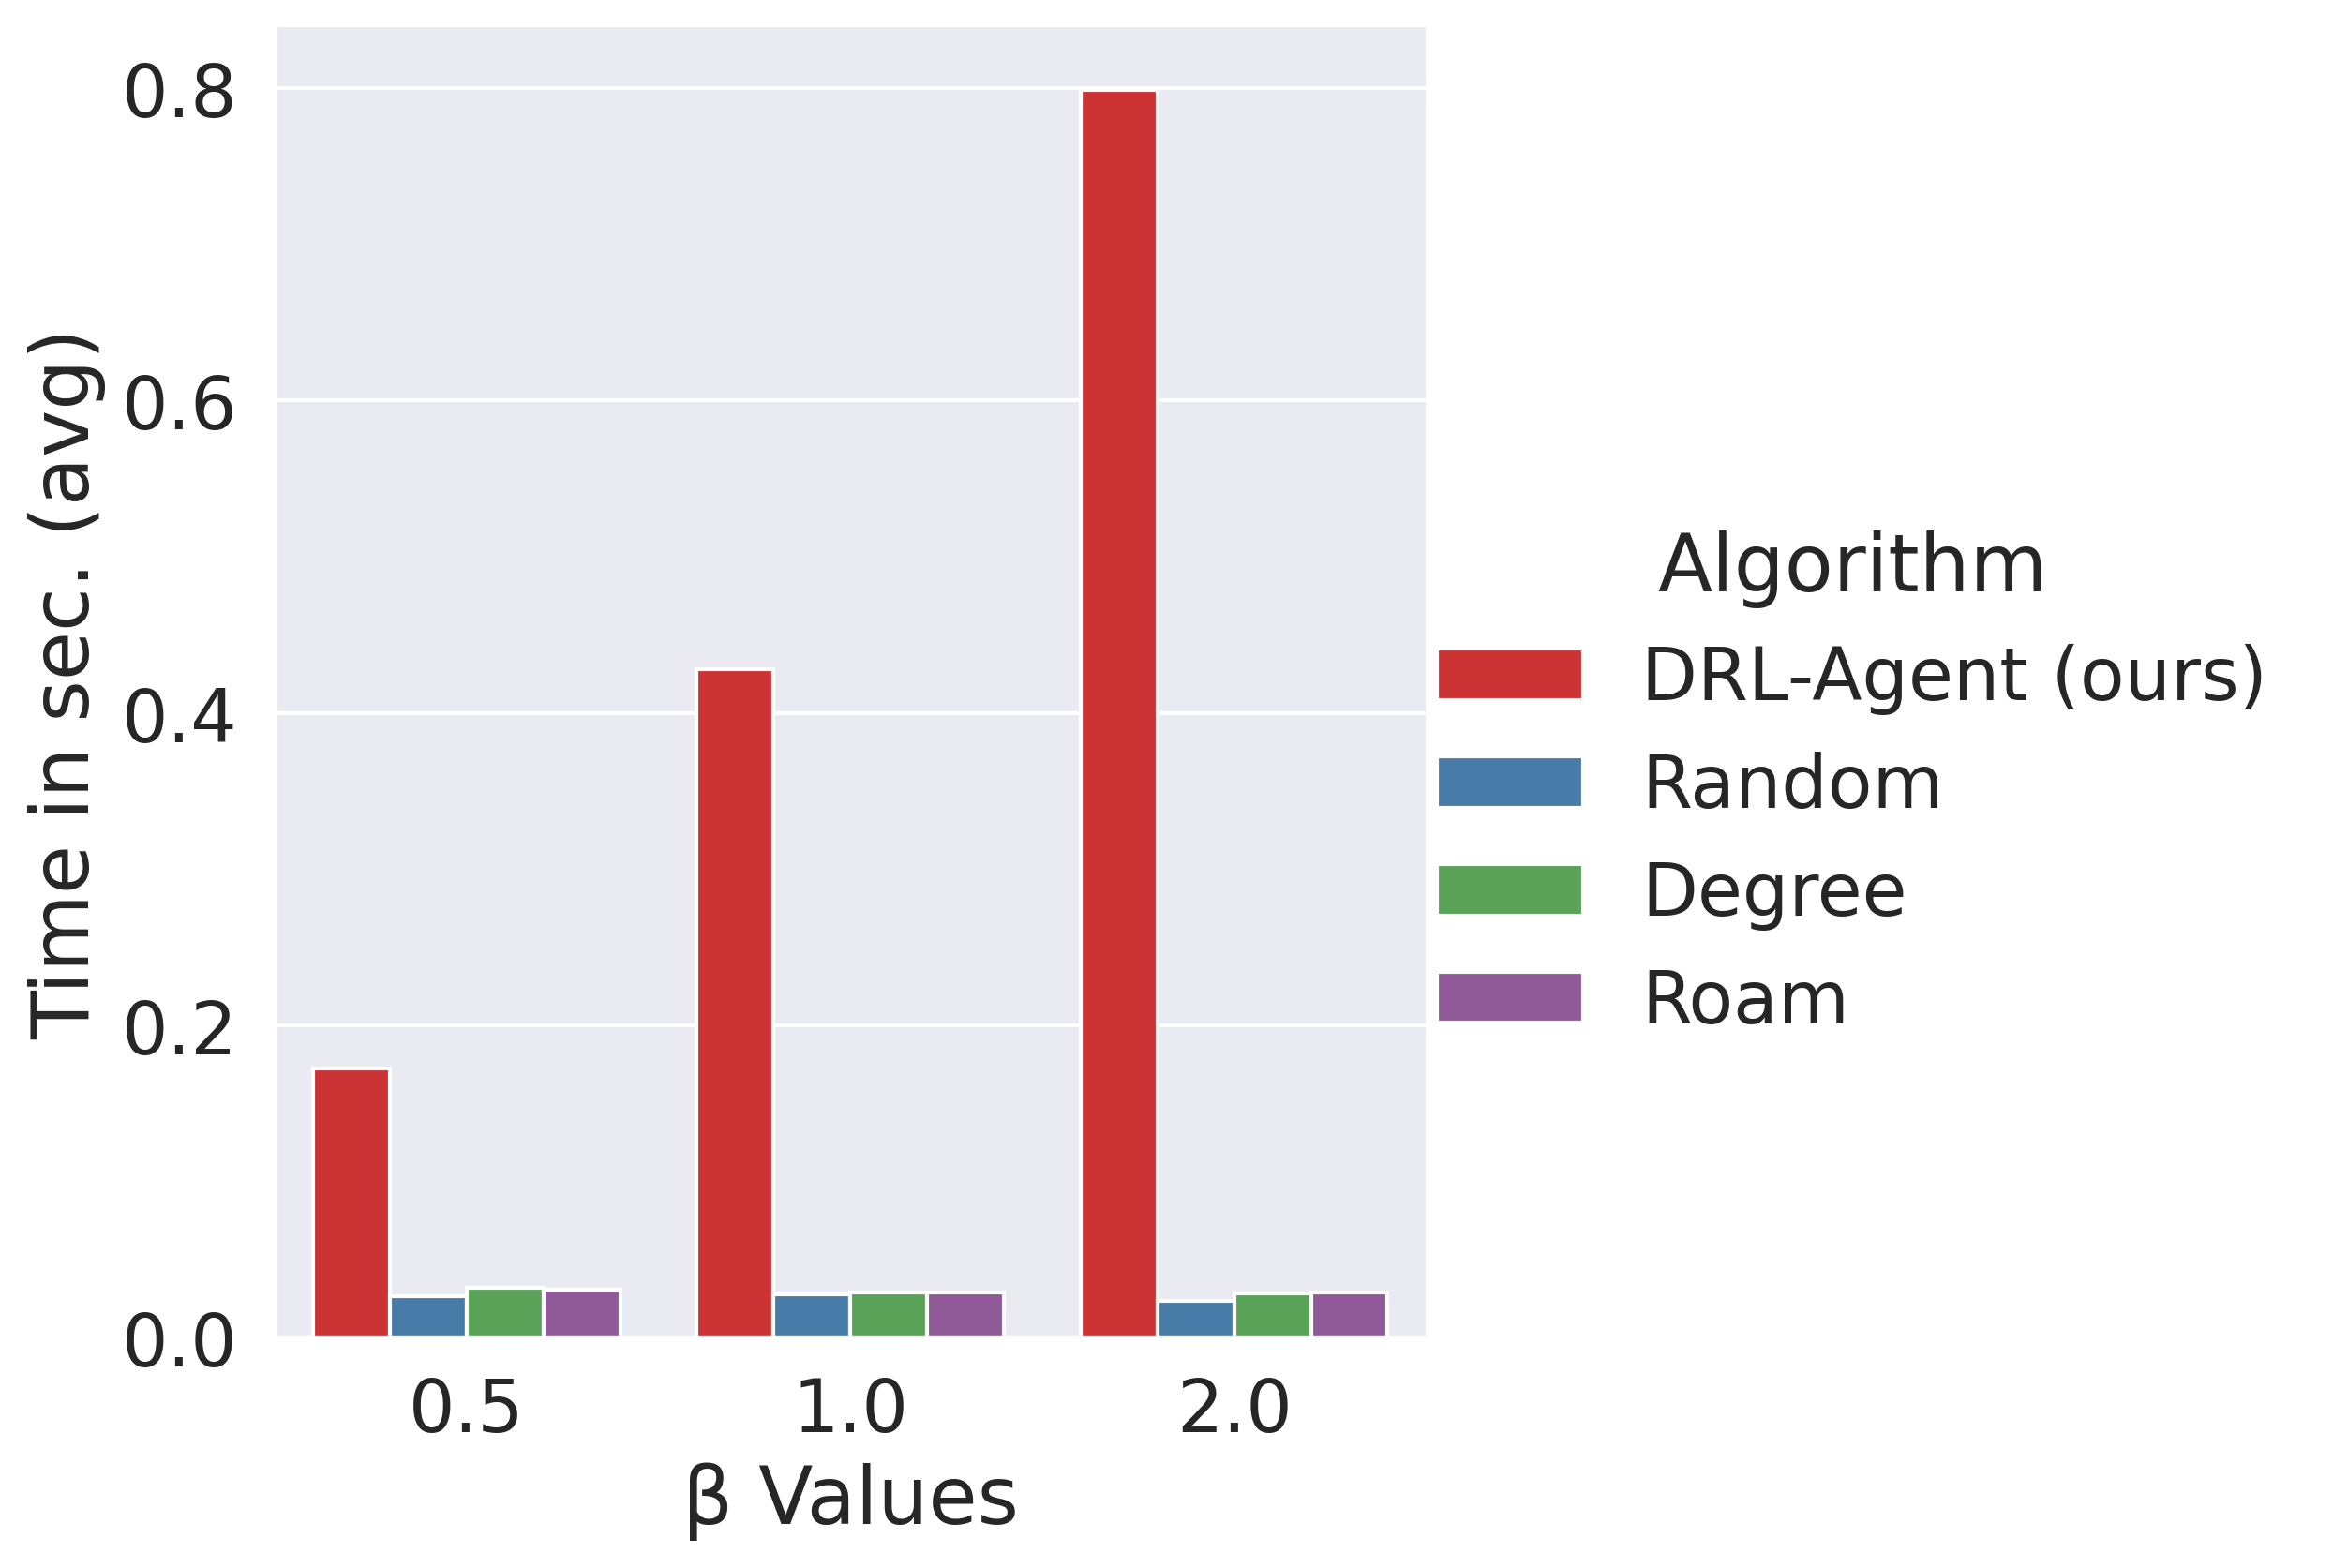 0.8
0.6
0.4
0.2
0.0
Time in sec. (avg)
0.5 1.0 2.0
β Values
Algorithm
DRL-Agent (ours)
Random
Degree
Roam